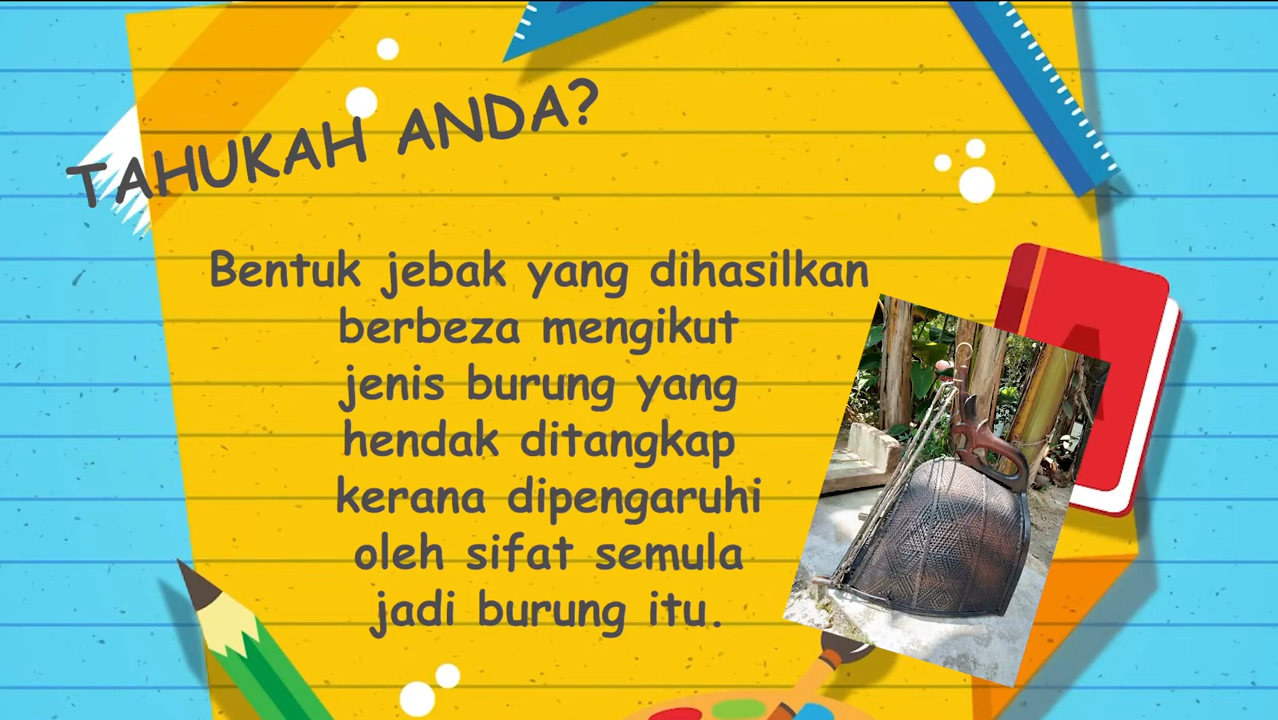 TAHUKAH ANDA?
Bentuk jebak yang dihasilkan
berbeza mengikut
jenis burung yang
hendak ditangkap
kerana dipengaruhi
oleh sifat semula
jadi burung itu.
A